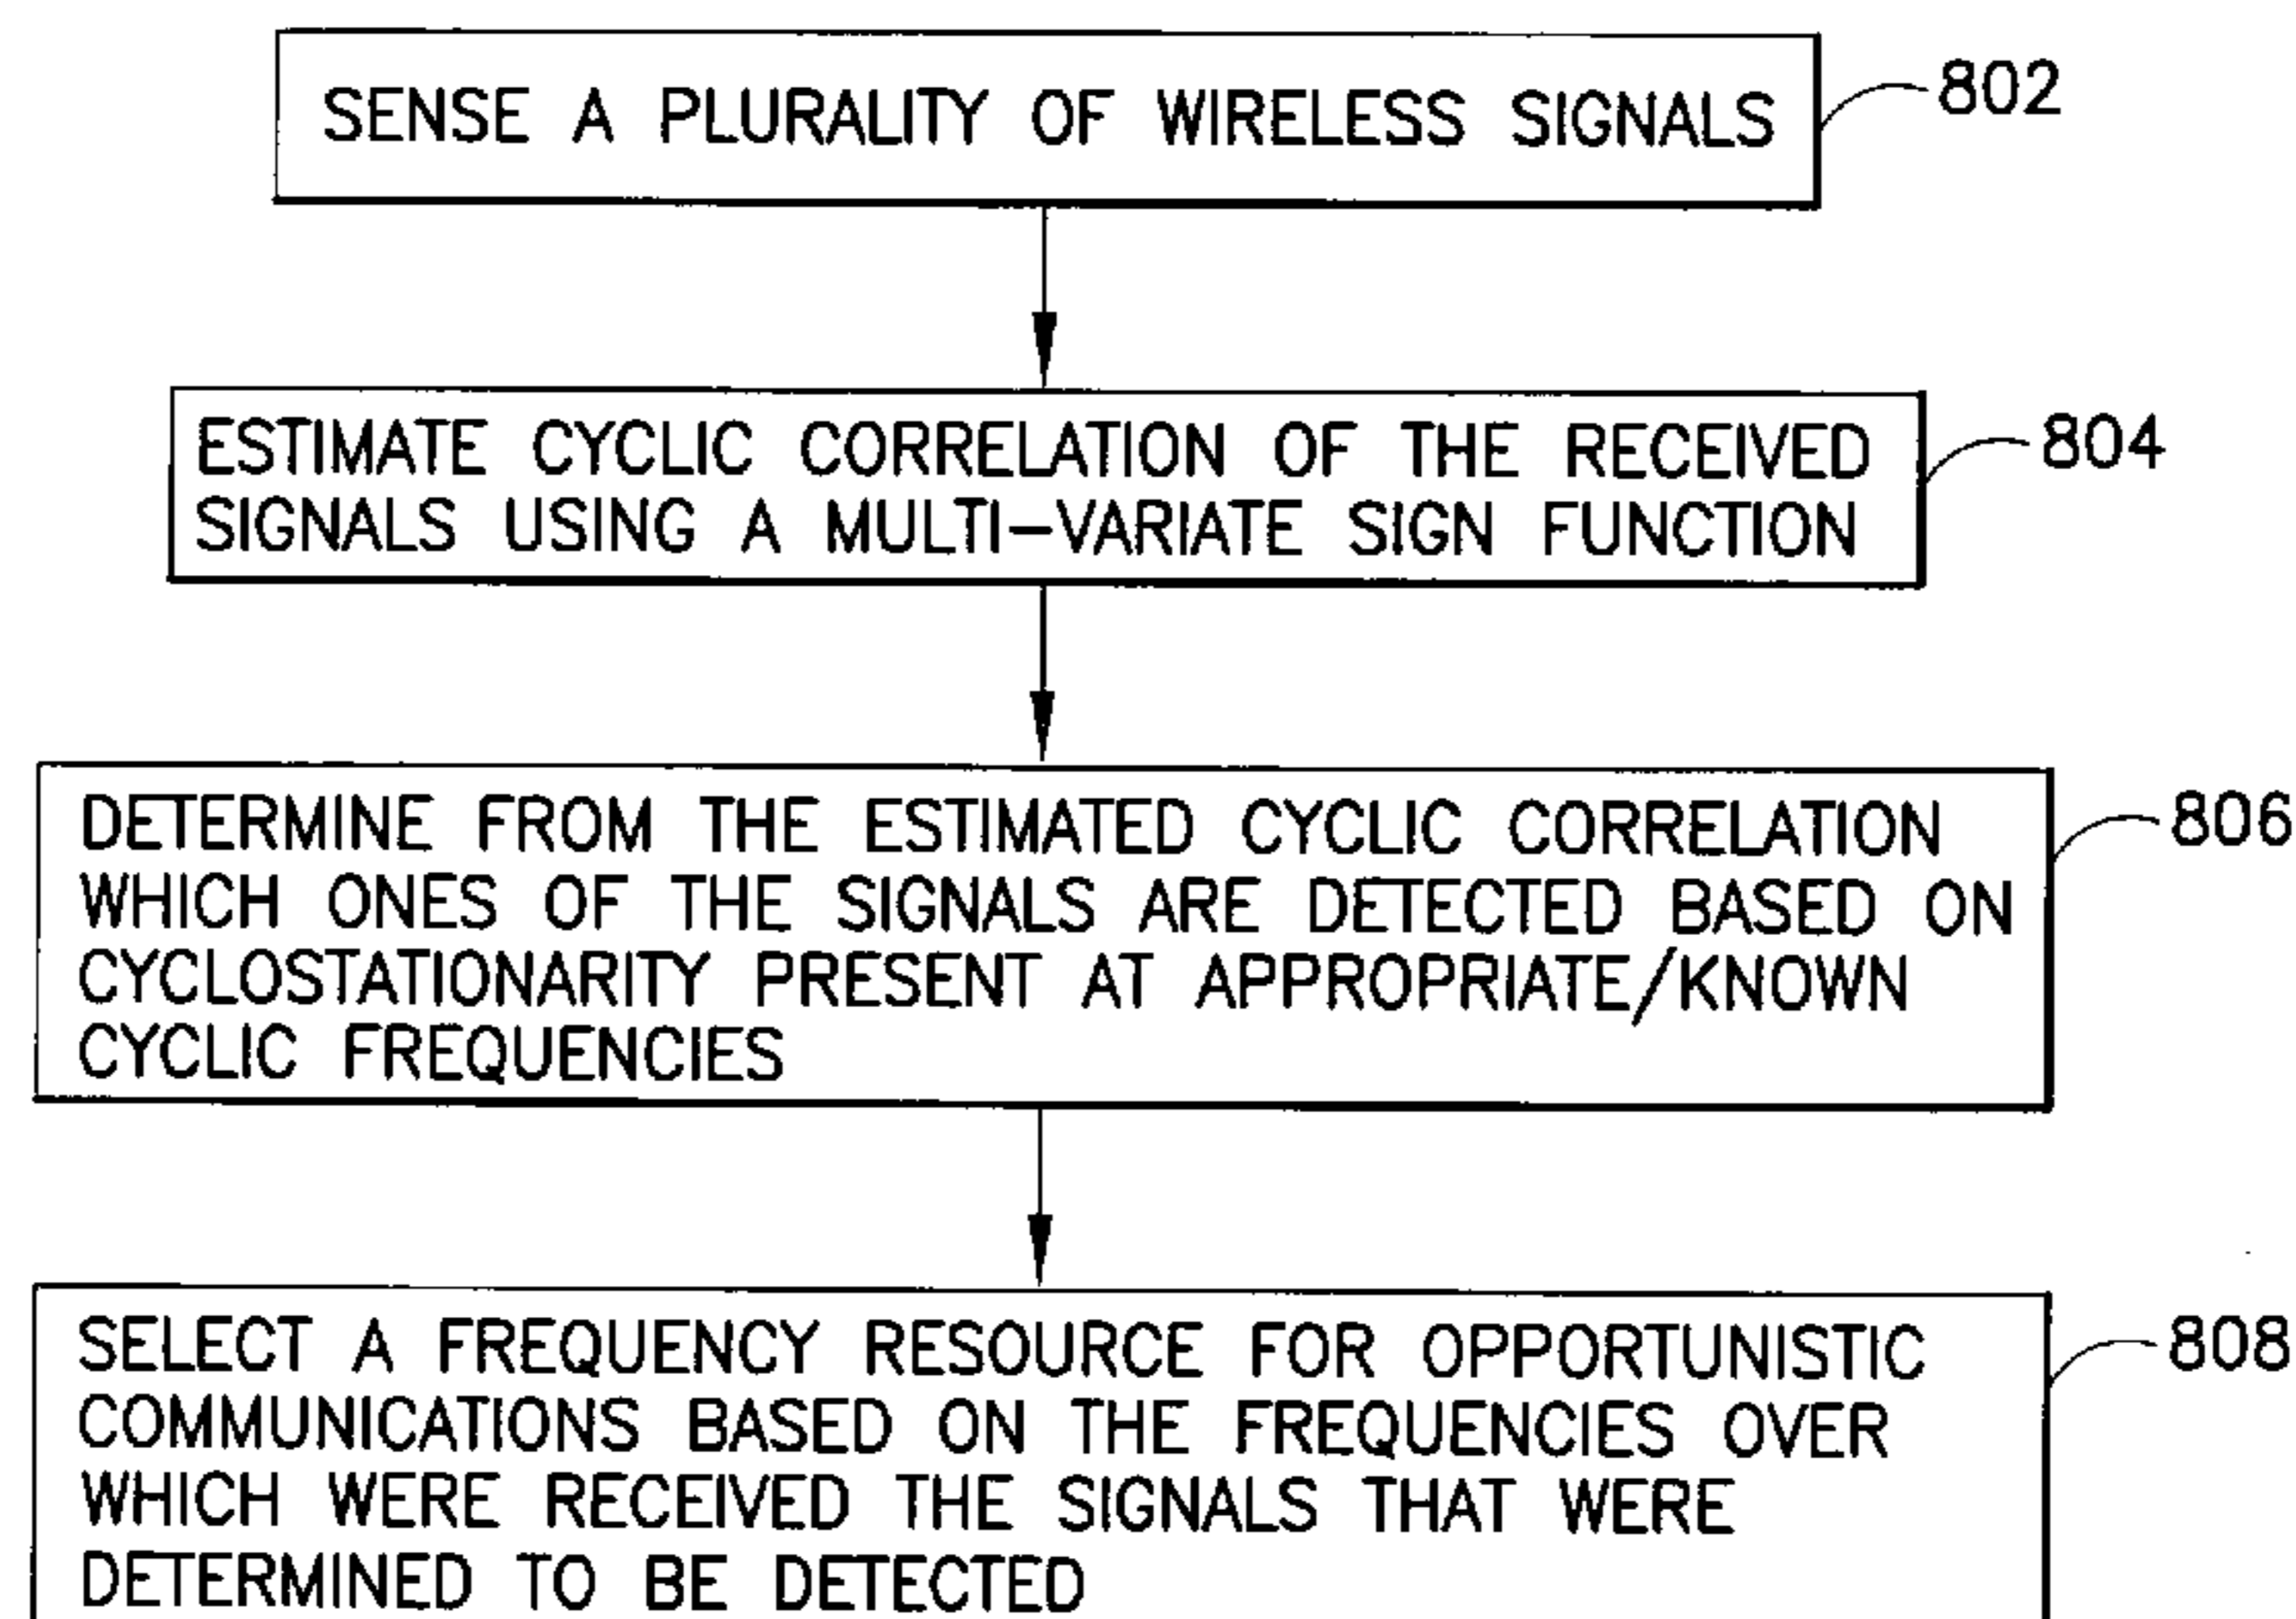 SENSE A PLURALITY OF WIRELESS SIGNALS
802
ESTIMATE CYCLIC CORRELATION OF THE RECEIVED
SIGNALS USING A MULTI-VARIATE SIGN FUNCTION
804
DETERMINE FROM THE ESTIMATED CYCLIC CORRELATION
WHICH ONES OF THE SIGNALS ARE DETECTED BASED ON
CYCLOSTATIONARITY PRESENT AT APPROPRIATE/KNOWN
CYCLIC FREQUENCIES
806
SELECT A FREQUENCY RESOURCE FOR OPPORTUNISTIC
COMMUNICATIONS BASED ON THE FREQUENCIES OVER
WHICH WERE RECEIVED THE SIGNALS THAT WERE
DETERMINED TO BE DETECTED
808